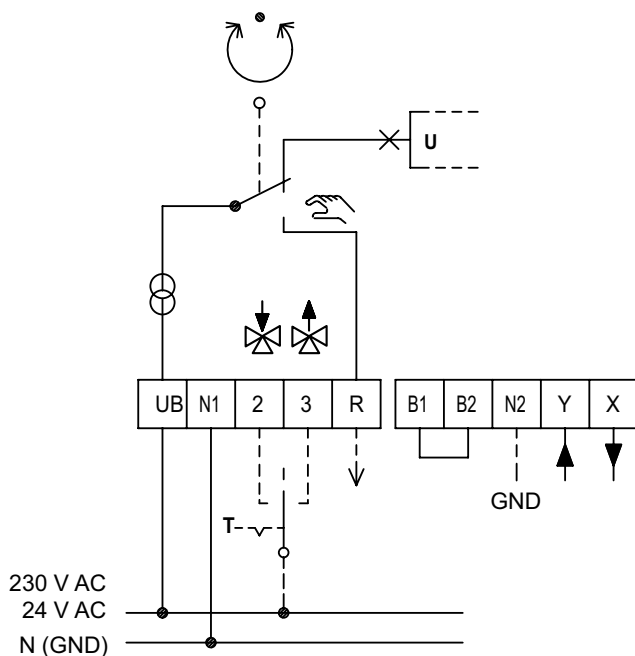 U
UB N1 2 3 R B1 B2 N2 Y X
GND
T
230 V AC
24 V AC
N (GND)